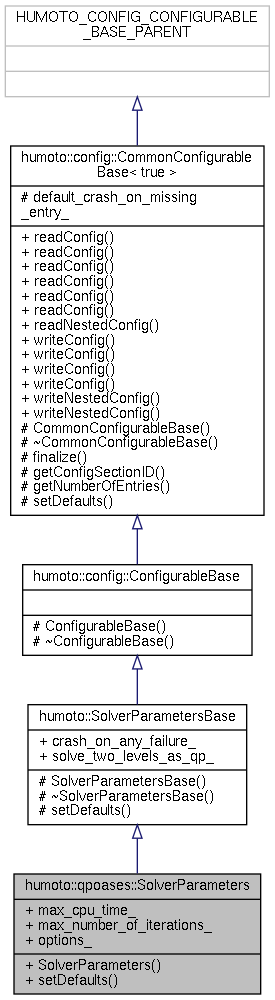 HUMOTO_CONFIG_CONFIGURABLE
_BASE_PARENT
humoto::config::CommonConfigurable
Base< true >
# default_crash_on_missing
_entry_
+ readConfig()
+ readConfig()
+ readConfig()
+ readConfig()
+ readConfig()
+ readConfig()
+ readNestedConfig()
+ writeConfig()
+ writeConfig()
+ writeConfig()
+ writeConfig()
+ writeNestedConfig()
+ writeNestedConfig()
# CommonConfigurableBase()
# ~CommonConfigurableBase()
# finalize()
# getConfigSectionID()
# getNumberOfEntries()
# setDefaults()
humoto::config::ConfigurableBase
# ConfigurableBase()
# ~ConfigurableBase()
humoto::SolverParametersBase
+ crash_on_any_failure_
+ solve_two_levels_as_qp_
# SolverParametersBase()
# ~SolverParametersBase()
# setDefaults()
humoto::qpoases::SolverParameters
+ max_cpu_time_
+ max_number_of_iterations_
+ options_
+ SolverParameters()
+ setDefaults()